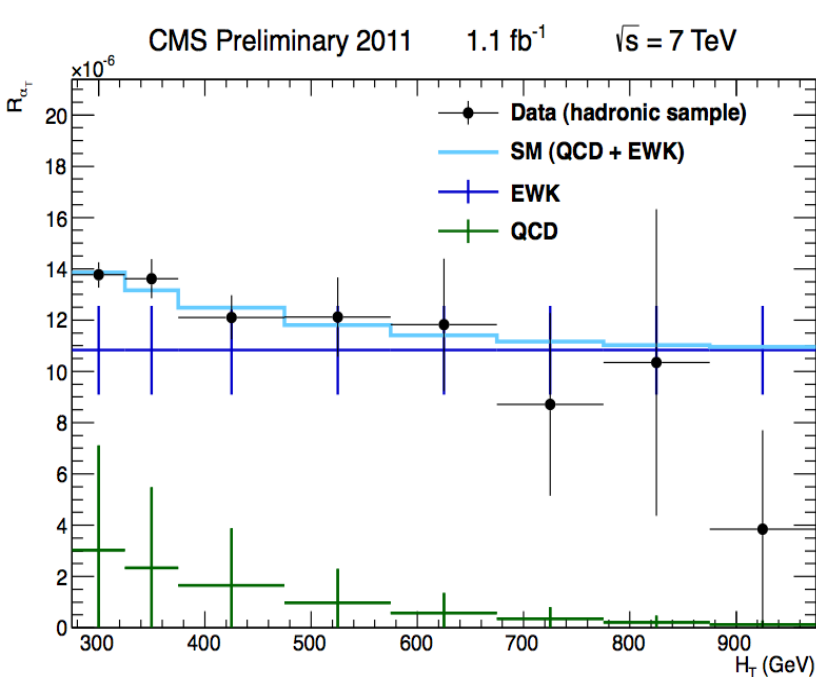 CMS Preliminary 2011 1.1 fb⁻¹ √s = 7 TeV
×10⁻⁶
R_{α_T}
Data (hadronic sample)
SM (QCD + EWK)
EWK
QCD
20
18
16
14
12
10
8
6
4
2
0
300 400 500 600 700 800 900
H_T (GeV)